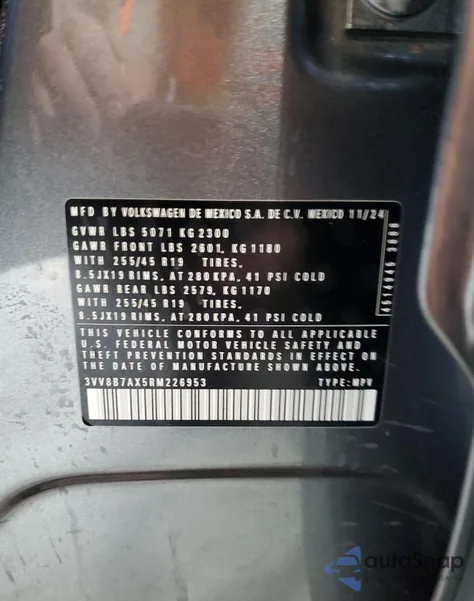 MFD BY VOLKSWAGEN DE MEXICO S.A. DE C.V. MEXICO 11/24
GVWR LBS 5071 KG 2300
GAWR FRONT LBS 2601, KG 1180
WITH 255/45 R19 TIRES,
8.5JX19 RIMS, AT 280 KPA, 41 PSI COLD
GAWR REAR LBS 2579, KG 1170
WITH 255/45 R19 TIRES,
8.5JX19 RIMS, AT 280 KPA, 41 PSI COLD
THIS VEHICLE CONFORMS TO ALL APPLICABLE
U.S. FEDERAL MOTOR VEHICLE SAFETY AND
THEFT PREVENTION STANDARDS IN EFFECT ON
THE DATE OF MANUFACTURE SHOWN ABOVE.
3VV8B7AX5RM226953 TYPE: MPV
autoSnap